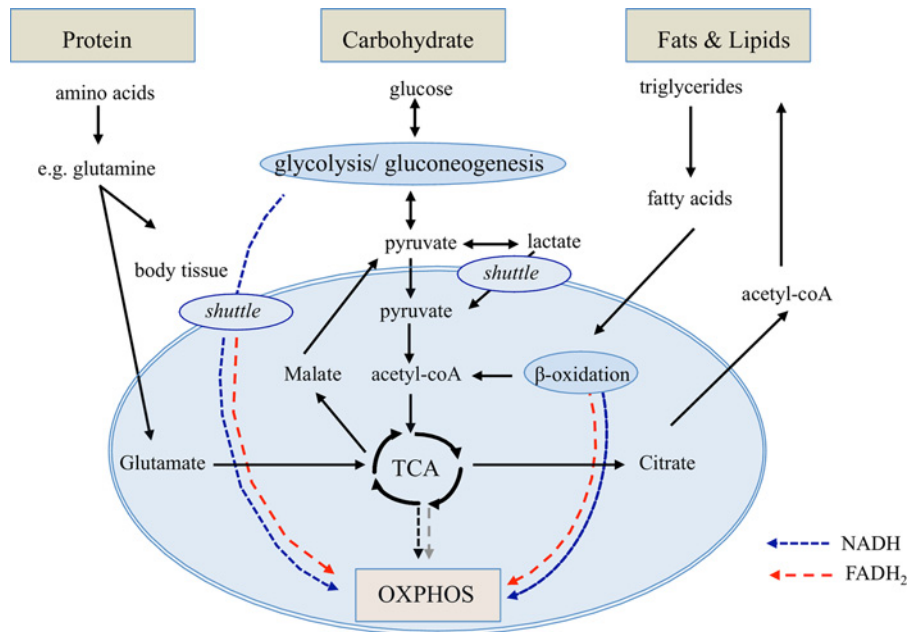 Protein
Carbohydrate
Fats & Lipids
amino acids
glucose
triglycerides
e.g. glutamine
glycolysis/ gluconeogenesis
fatty acids
pyruvate
lactate
body tissue
shuttle
shuttle
pyruvate
acetyl-coA
Malate
acetyl-coA
β-oxidation
Glutamate
TCA
Citrate
OXPHOS
NADH
FADH₂